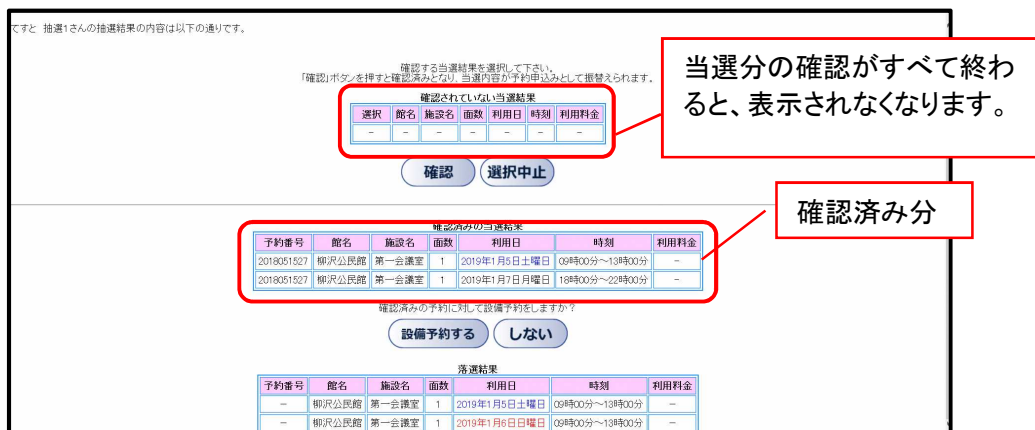 てすと 抽選1さんの抽選結果の内容は以下の通りです。
確認する当選結果を選択して下さい。
「確認」ボタンを押すと確認済みとなり、当選内容が予約申込みとして振替えられます。
確認されていない当選結果
選択 館名 施設名 面数 利用日 時刻 利用料金
－ － － － － － －
確認 選択中止
当選分の確認がすべて終わ
ると、表示されなくなります。
確認済み分
確認済みの当選結果
予約番号 館名 施設名 面数 利用日 時刻 利用料金
2018051527 柳沢公民館 第一会議室 1 2019年1月5日土曜日 09時00分～13時00分 －
2018051527 柳沢公民館 第一会議室 1 2019年1月7日月曜日 18時00分～22時00分 －
確認済みの予約に対して設備予約をしますか？
設備予約する しない
落選結果
予約番号 館名 施設名 面数 利用日 時刻 利用料金
－ 柳沢公民館 第一会議室 1 2019年1月5日土曜日 09時00分～13時00分 －
－ 柳沢公民館 第一会議室 1 2019年1月6日日曜日 09時00分～13時00分 －